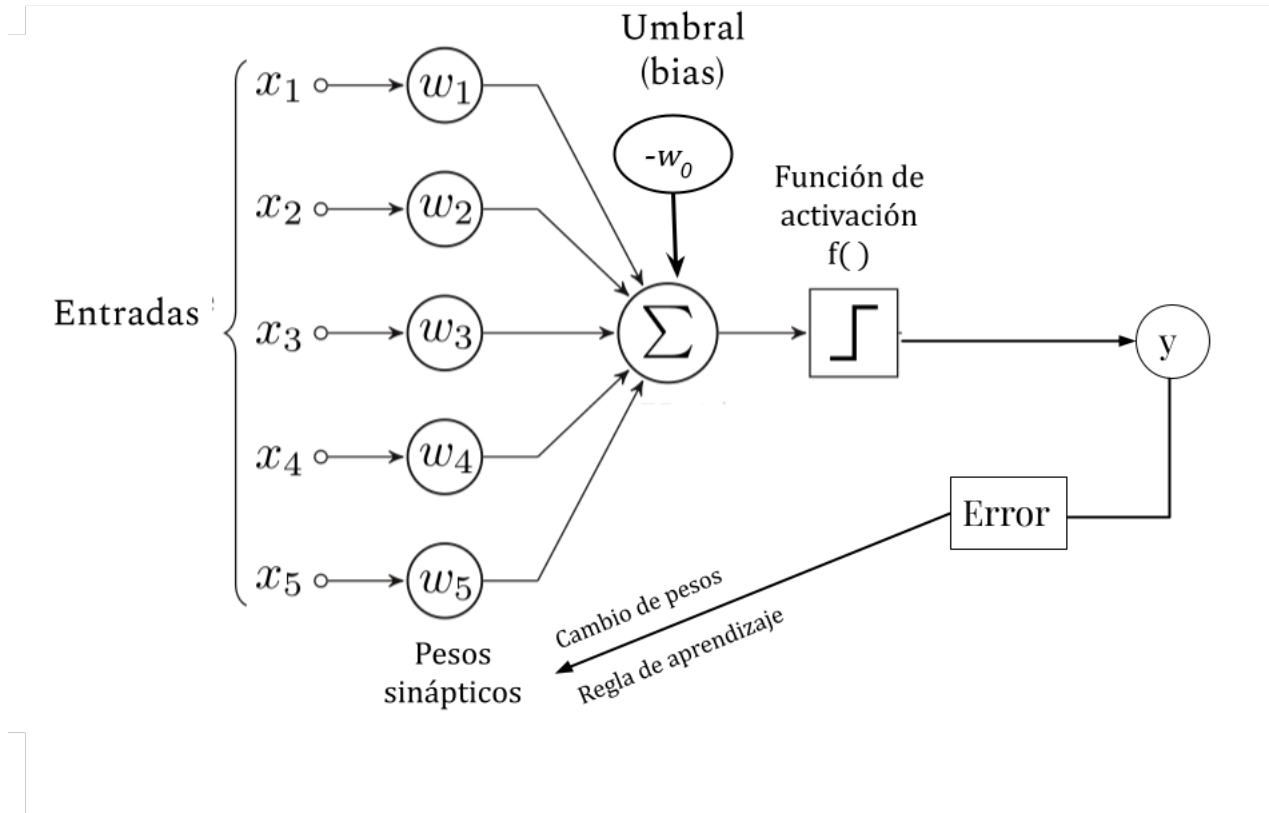 Umbral
(bias)
-w₀
Función de
activación
f( )
Entradas
x₁
w₁
x₂
w₂
x₃
w₃
x₄
w₄
x₅
w₅
Σ
y
Error
Cambio de pesos
Regla de aprendizaje
Pesos
sinápticos